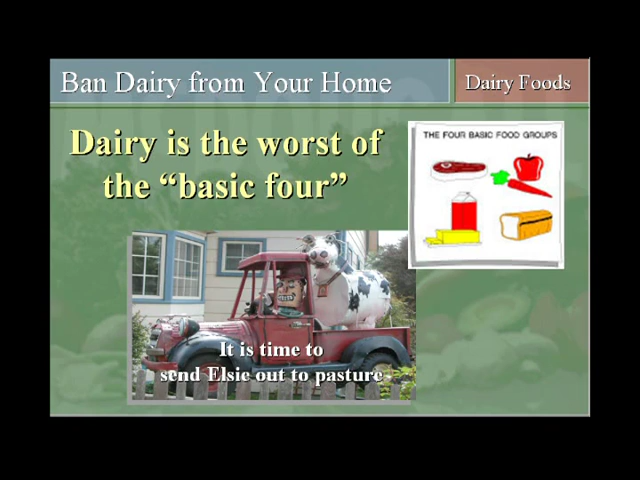 Ban Dairy from Your Home
Dairy Foods
Dairy is the worst of
the “basic four”
THE FOUR BASIC FOOD GROUPS
It is time to
send Elsie out to pasture